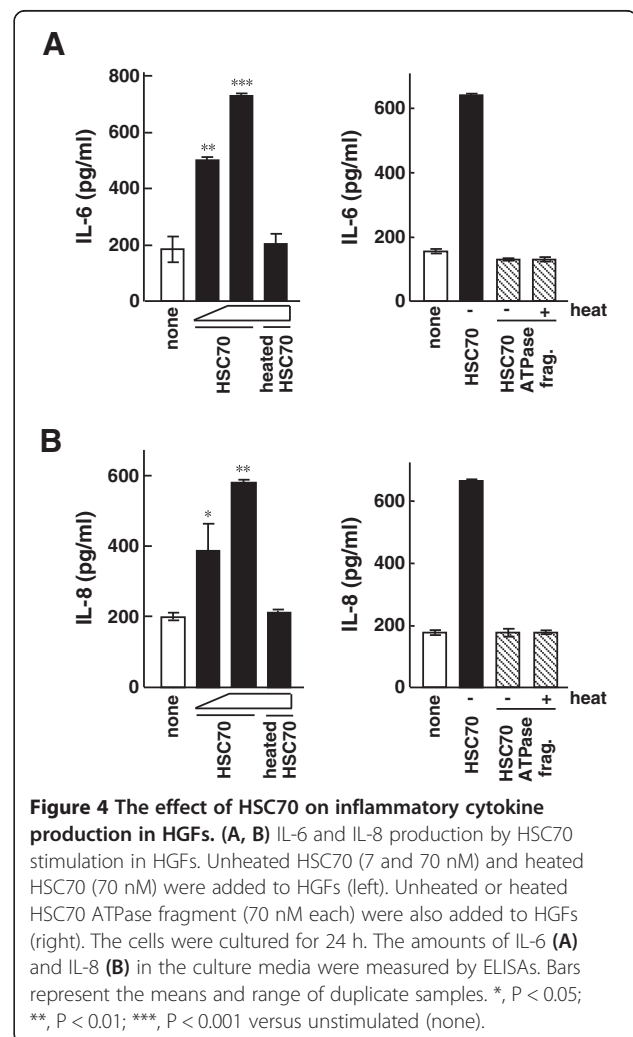 A
IL-6 (pg/ml)
800
600
400
200
0
**
***
none
HSC70
heated
HSC70
IL-6 (pg/ml)
600
400
200
0
none
HSC70
HSC70
ATPase
frag.
- - + heat
B
IL-8 (pg/ml)
600
400
200
0
*
**
none
HSC70
heated
HSC70
IL-8 (pg/ml)
600
400
200
0
none
HSC70
HSC70
ATPase
frag.
- - + heat
Figure 4 The effect of HSC70 on inflammatory cytokine
production in HGFs. (A, B) IL-6 and IL-8 production by HSC70
stimulation in HGFs. Unheated HSC70 (7 and 70 nM) and heated
HSC70 (70 nM) were added to HGFs (left). Unheated or heated
HSC70 ATPase fragment (70 nM each) were also added to HGFs
(right). The cells were cultured for 24 h. The amounts of IL-6 (A)
and IL-8 (B) in the culture media were measured by ELISAs. Bars
represent the means and range of duplicate samples. *, P < 0.05;
**, P < 0.01; ***, P < 0.001 versus unstimulated (none).